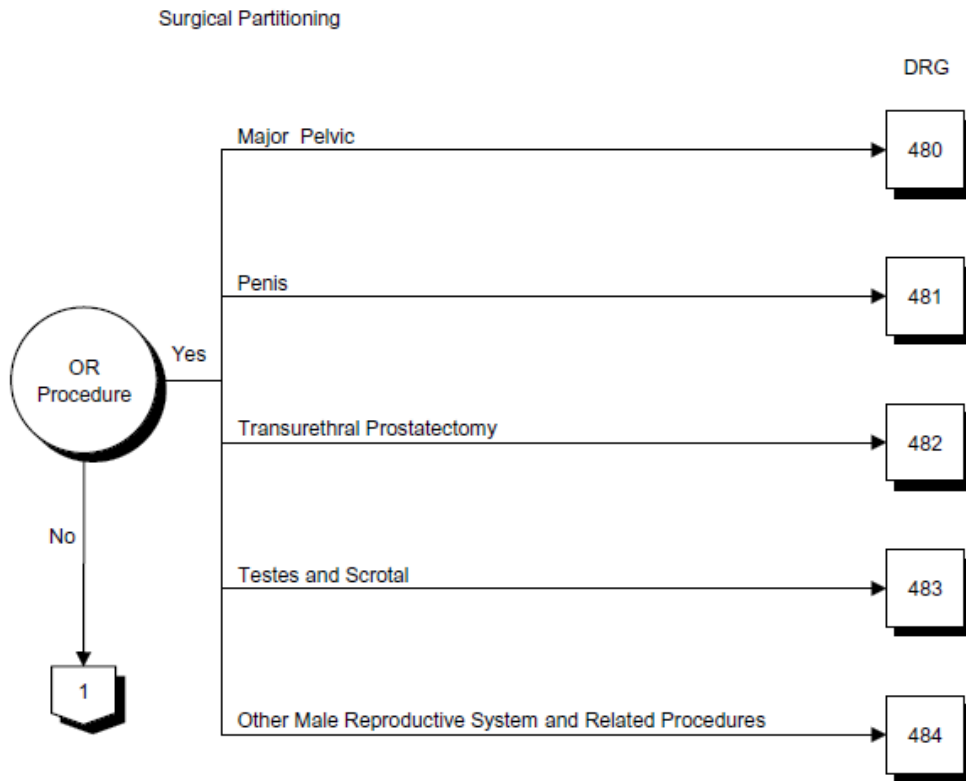 Surgical Partitioning
DRG
Major Pelvic
480
Penis
481
OR
Procedure
Yes
Transurethral Prostatectomy
482
No
Testes and Scrotal
483
1
Other Male Reproductive System and Related Procedures
484